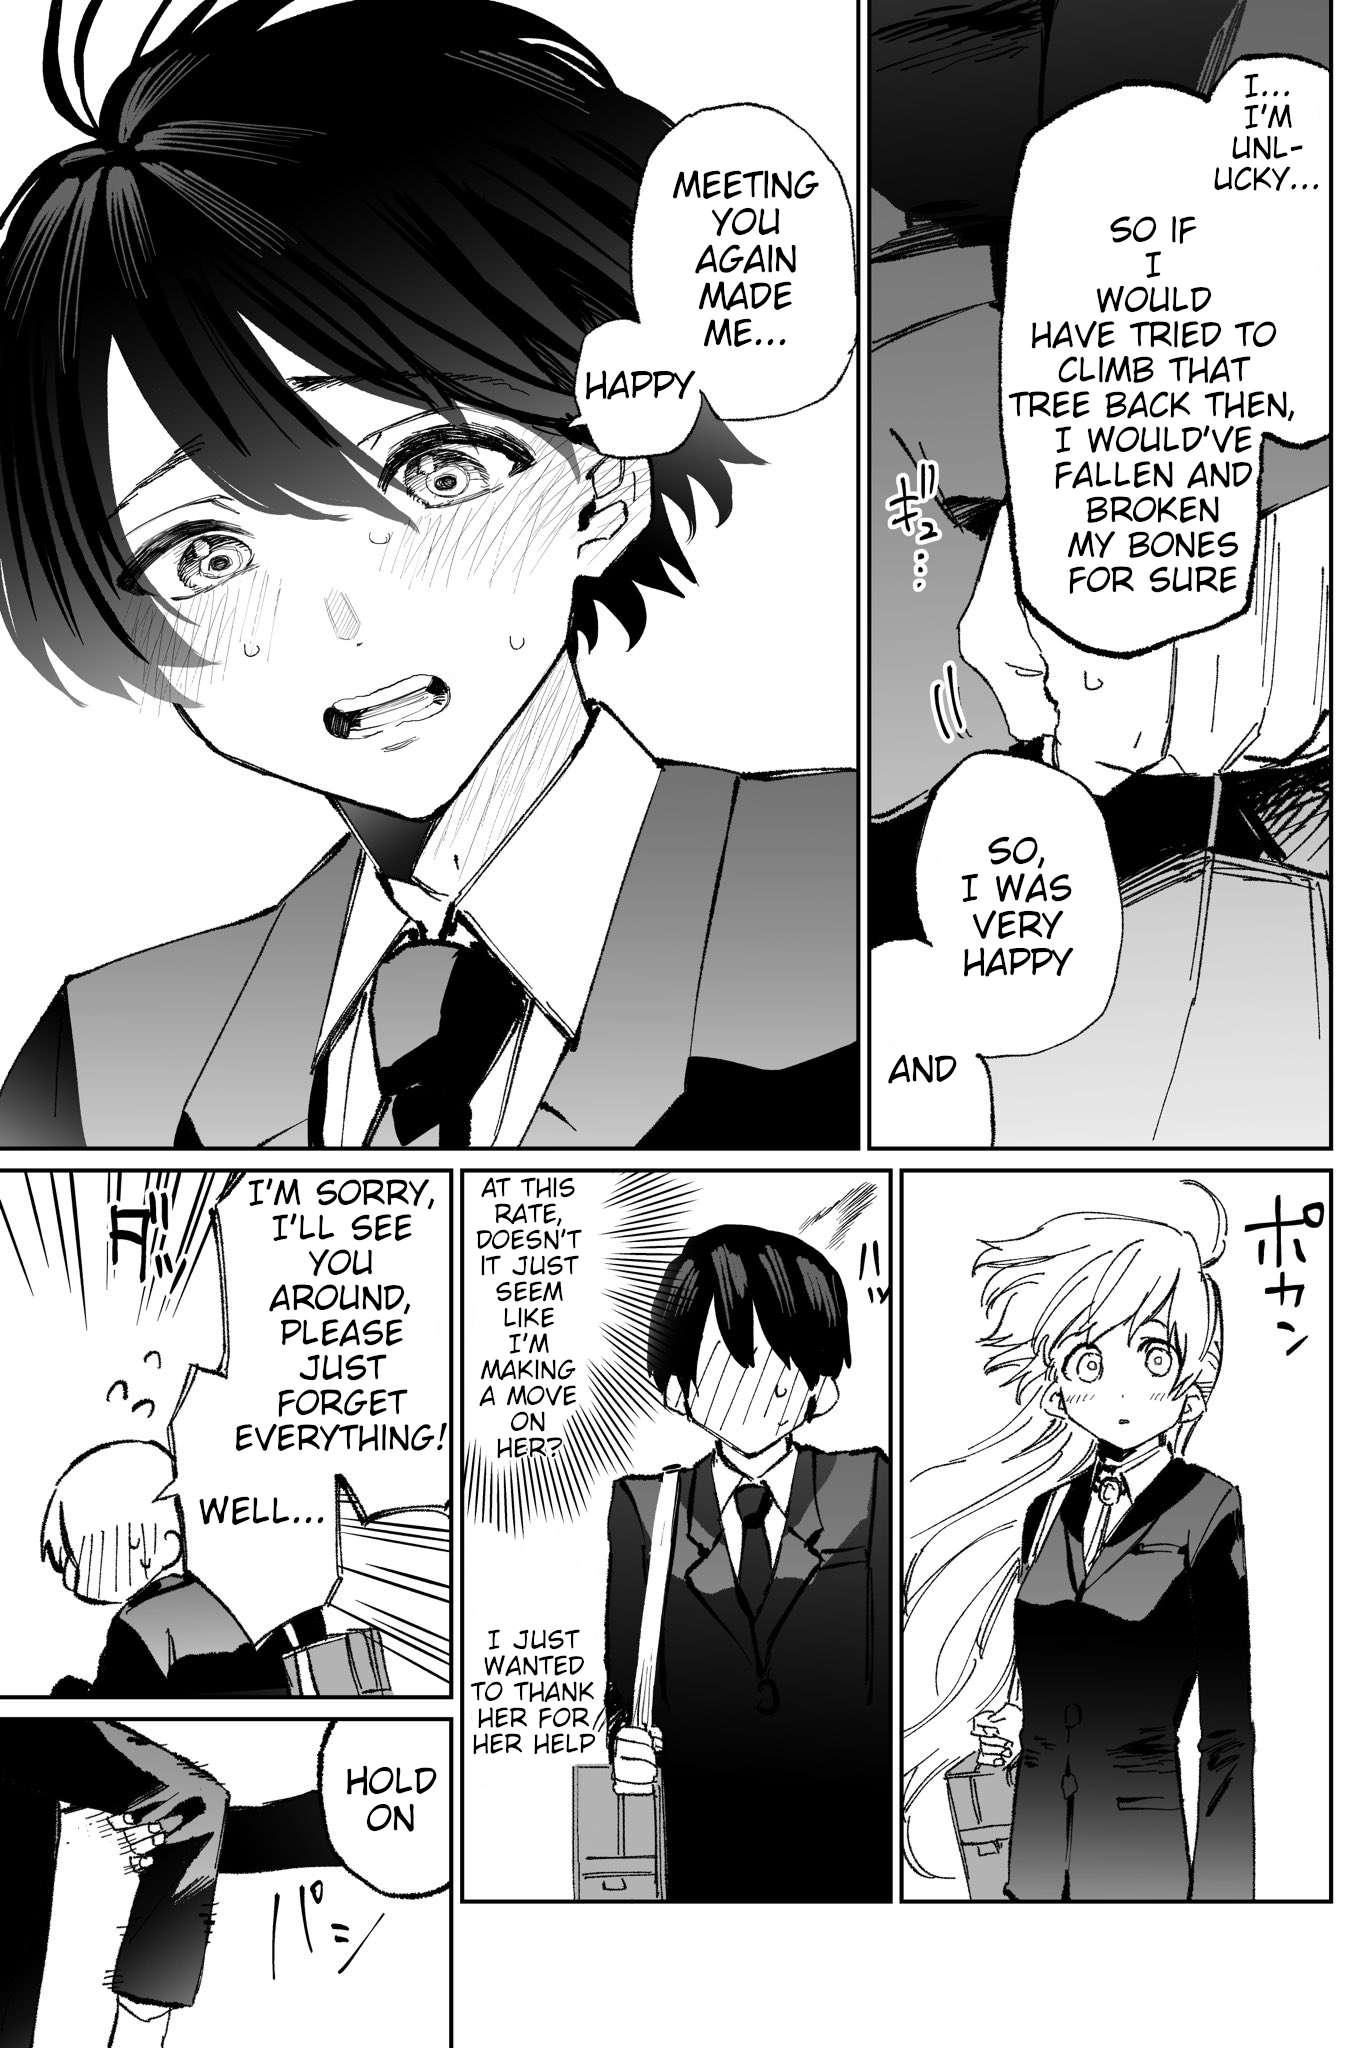 I...
I'M
UNL-
UCKY...
SO IF
I
WOULD
HAVE TRIED TO
CLIMB THAT
TREE BACK THEN,
I WOULD'VE
FALLEN AND
BROKEN
MY BONES
FOR SURE
SO,
I WAS
VERY
HAPPY
AND
MEETING
YOU
AGAIN
MADE
ME...
HAPPY
ポカン
AT THIS
RATE,
DOESN'T
IT JUST
SEEM
LIKE
I'M
MAKING
A MOVE
ON
HER?
ハッ
I JUST
WANTED
TO THANK
HER FOR
HER HELP
I'M SORRY,
I'LL SEE
YOU
AROUND,
PLEASE
JUST
FORGET
EVERYTHING!
WELL...
ダッ
HOLD
ON
パシ